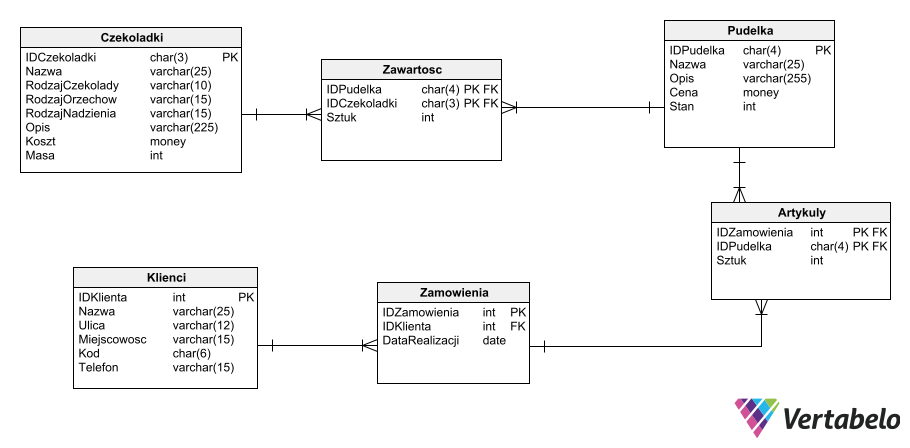 Czekoladki
IDCzekoladki char(3) PK
Nazwa varchar(25)
RodzajCzekolady varchar(10)
RodzajOrzechow varchar(15)
RodzajNadzienia varchar(15)
Opis varchar(225)
Koszt money
Masa int
Zawartosc
IDPudelka char(4) PK FK
IDCzekoladki char(3) PK FK
Sztuk int
Pudelka
IDPudelka char(4) PK
Nazwa varchar(25)
Opis varchar(255)
Cena money
Stan int
Artykuly
IDZamowienia int PK FK
IDPudelka char(4) PK FK
Sztuk int
Klienci
IDKlienta int PK
Nazwa varchar(25)
Ulica varchar(12)
Miejscowosc varchar(15)
Kod char(6)
Telefon varchar(15)
Zamowienia
IDZamowienia int PK
IDKlienta int FK
DataRealizacji date
Vertabelo